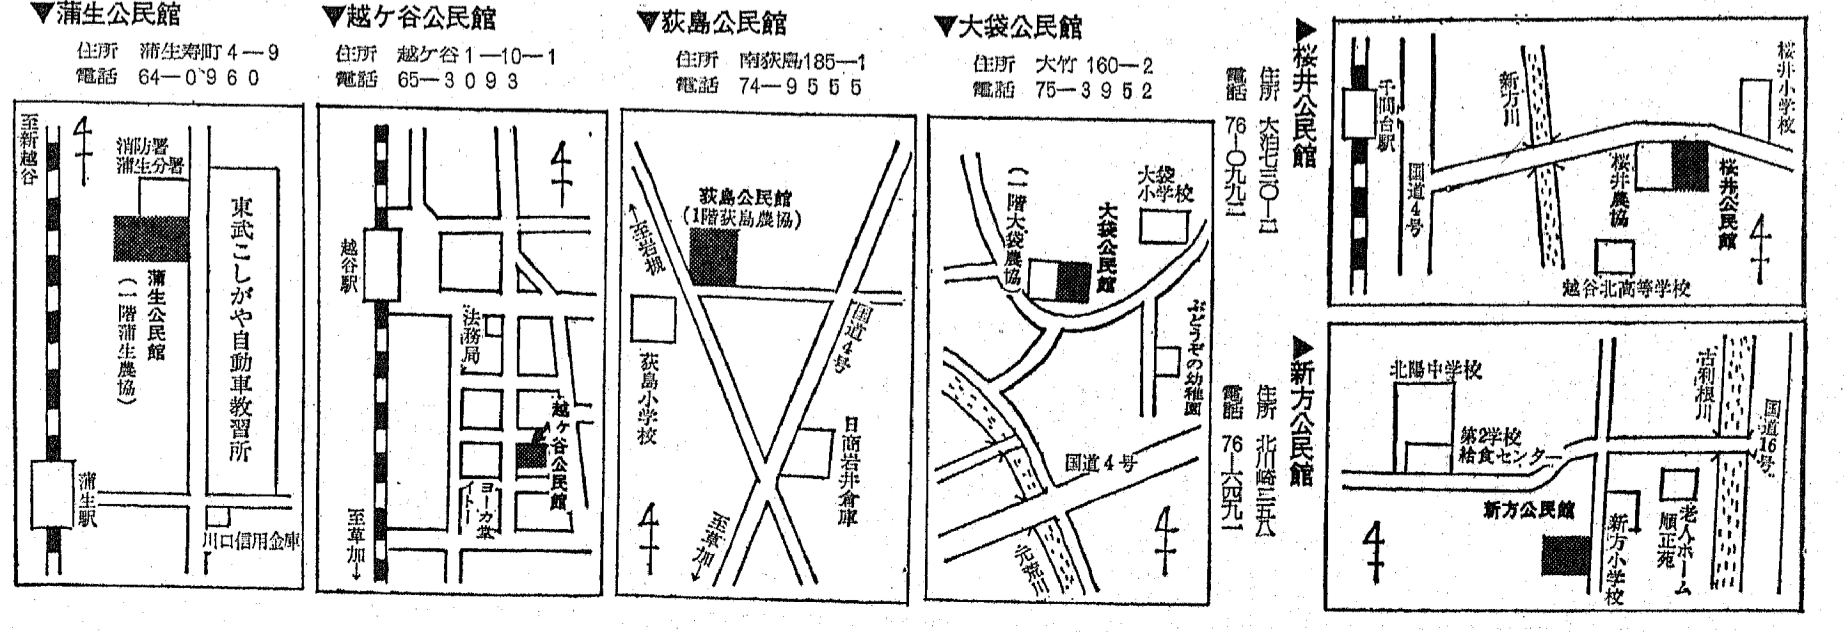 ▼蒲生公民館
住所 蒲生寿町4―9
電話 64―0960
至新越谷
消防署
蒲生分署
東武こしがや自動車教習所
蒲生公民館
(一階蒲生農協)
蒲生駅
川口信用金庫
▼越ケ谷公民館
住所 越ケ谷1―10―1
電話 65―3093
越谷駅
法務局
越ケ谷公民館
イトー
ヨーカ堂
至草加→
▼荻島公民館
住所 南荻島185―1
電話 74―9555
荻島公民館
(1階荻島農協)
←至岩槻
国道4号
荻島小学校
日商岩井倉庫
至草加→
▼大袋公民館
住所 大竹160―2
電話 75―3952
大袋
小学校
大袋公民館
(一階大袋農協)
ぶどうぞの幼稚園
国道4号
元荒川
▼桜井公民館
住所 大泊七三〇―二
電話 76―〇九九二
千間台駅
国道4号
新方川
桜井小学校
桜井農協
桜井公民館
越谷北高等学校
▼新方公民館
住所 北川崎三五八
電話 76―六四九一
北陽中学校
第2学校
給食センター
古利根川
国道16号
新方公民館
新方小学校
老人ホーム
順正苑